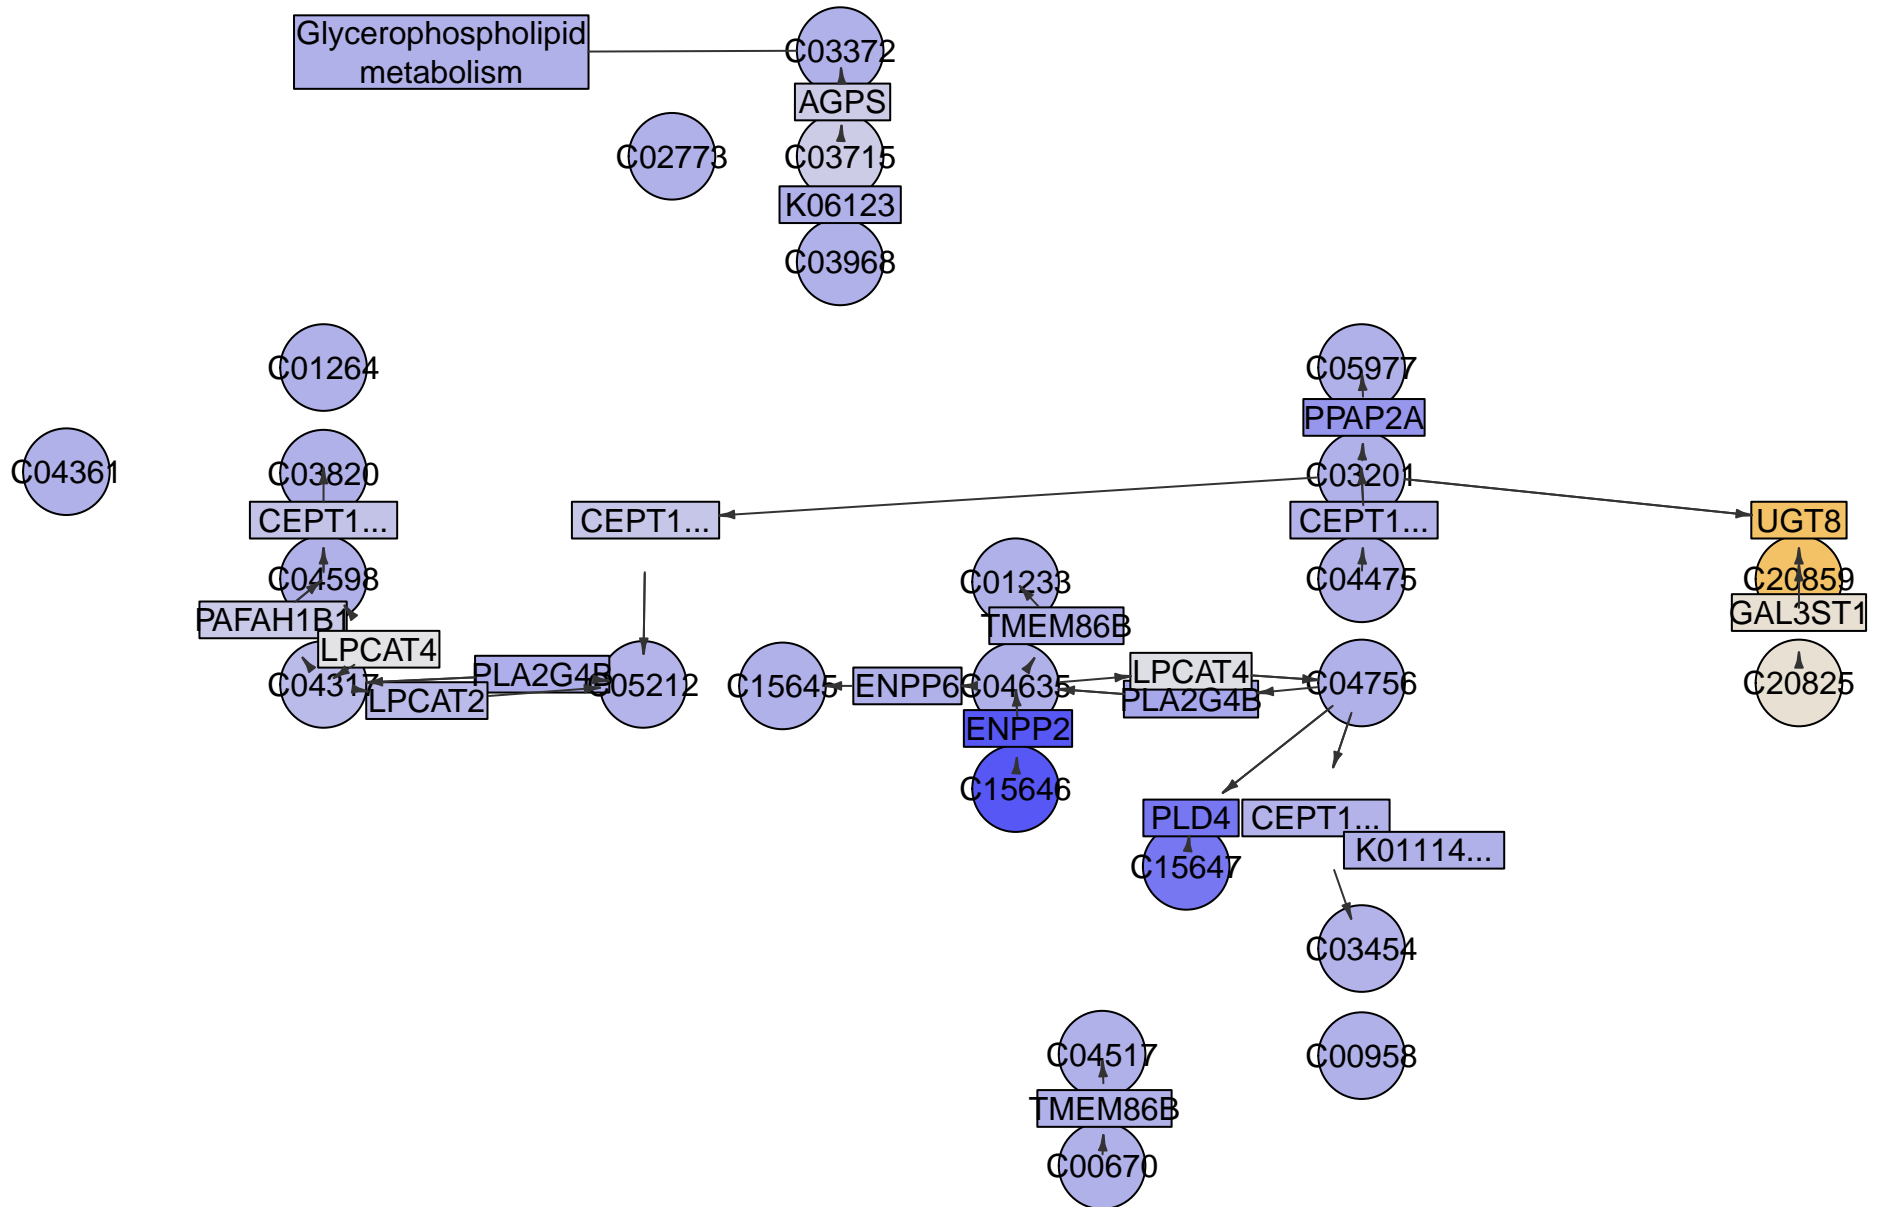 Glycerophospholipid
metabolism
C03372
AGPS
C02773
C03715
K06123
C03968
C01264
C05977
PPAP2A
C04361
C03820
C03201
CEPT1...
CEPT1...
CEPT1...
UGT8
C04598
C01233
C04475
C20859
PAFAH1B1
TMEM86B
GAL3ST1
LPCAT4
C04317
PLA2G4B
LPCAT2
C05212
C15645
ENPP6
C04635
LPCAT4
PLA2G4B
C04756
C20825
ENPP2
C15646
PLD4
CEPT1...
K01114...
C15647
C03454
C04517
C00958
TMEM86B
C00670